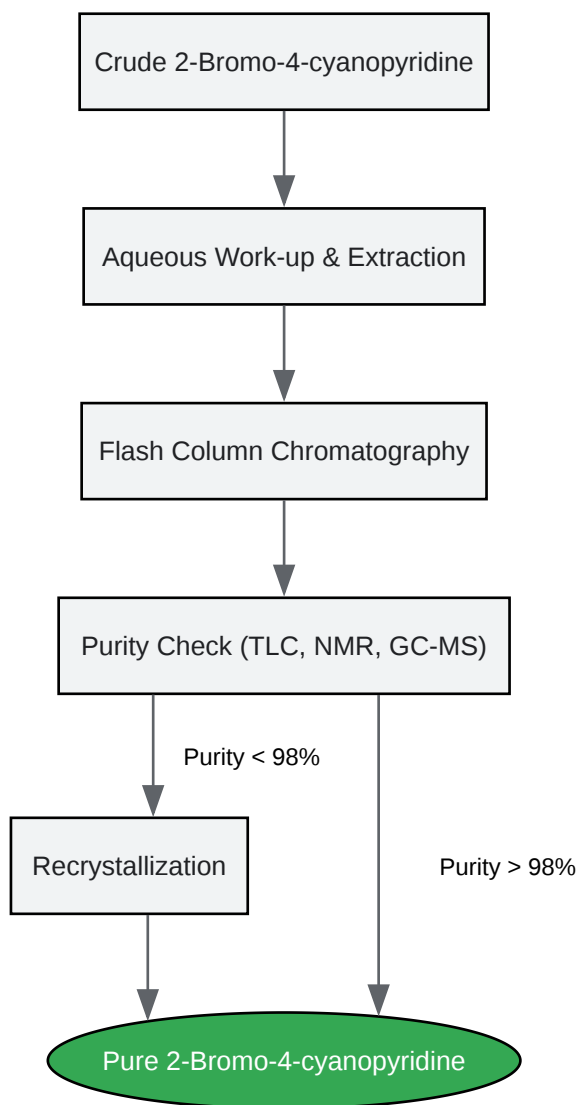 Crude 2-Bromo-4-cyanopyridine
Aqueous Work-up & Extraction
Flash Column Chromatography
Purity Check (TLC, NMR, GC-MS)
Purity < 98%
Recrystallization
Purity > 98%
Pure 2-Bromo-4-cyanopyridine